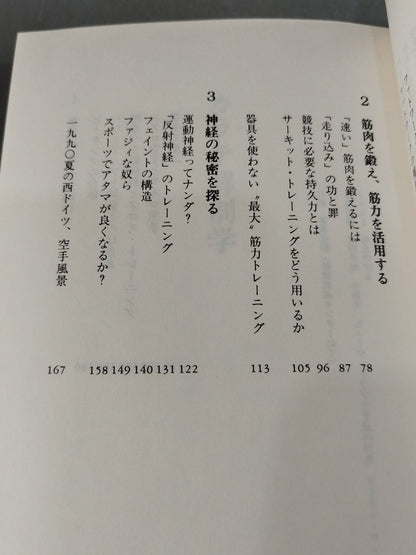 2 筋肉を鍛え、筋力を活用する
「速い」筋肉を鍛えるには 78
「走り込み」の功と罪 87
競技に必要な持久力とは 96
サーキット・トレーニングをどう用いるか 105
器具を使わない〝最大〟筋力トレーニング 113
3 神経の秘密を探る
運動神経ってナンダ? 122
「反射神経」のトレーニング 131
フェイントの構造 140
ファジィな奴ら 149
スポーツでアタマが良くなるか? 158
一九九〇夏の西ドイツ、空手風景 167